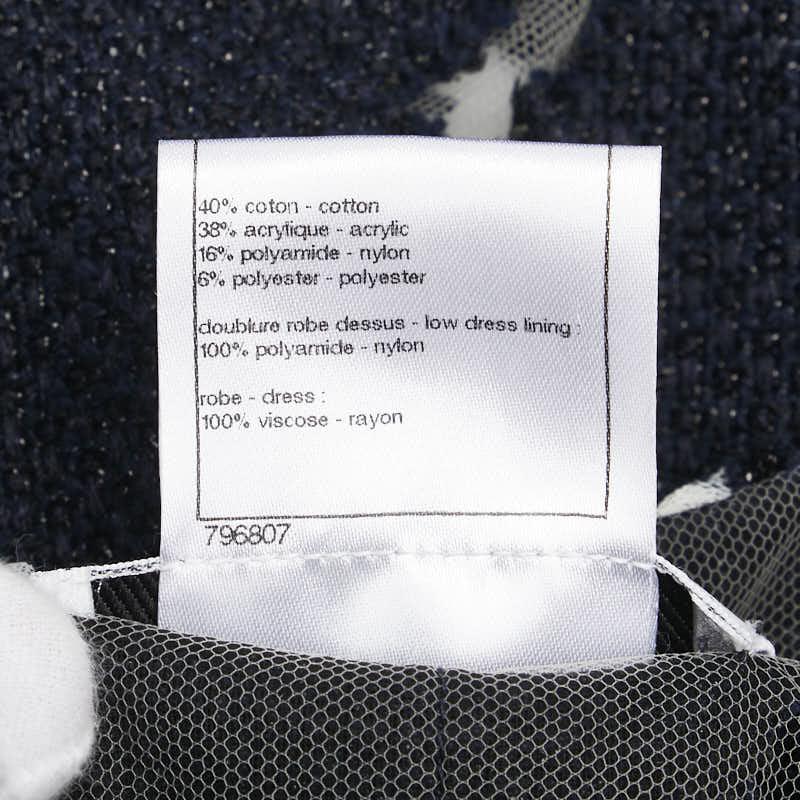 40% coton - cotton
38% acrylique - acrylic
16% polyamide - nylon
6% polyester - polyester
doublure robe dessus - low dress lining :
100% polyamide - nylon
robe - dress :
100% viscose - rayon
796807